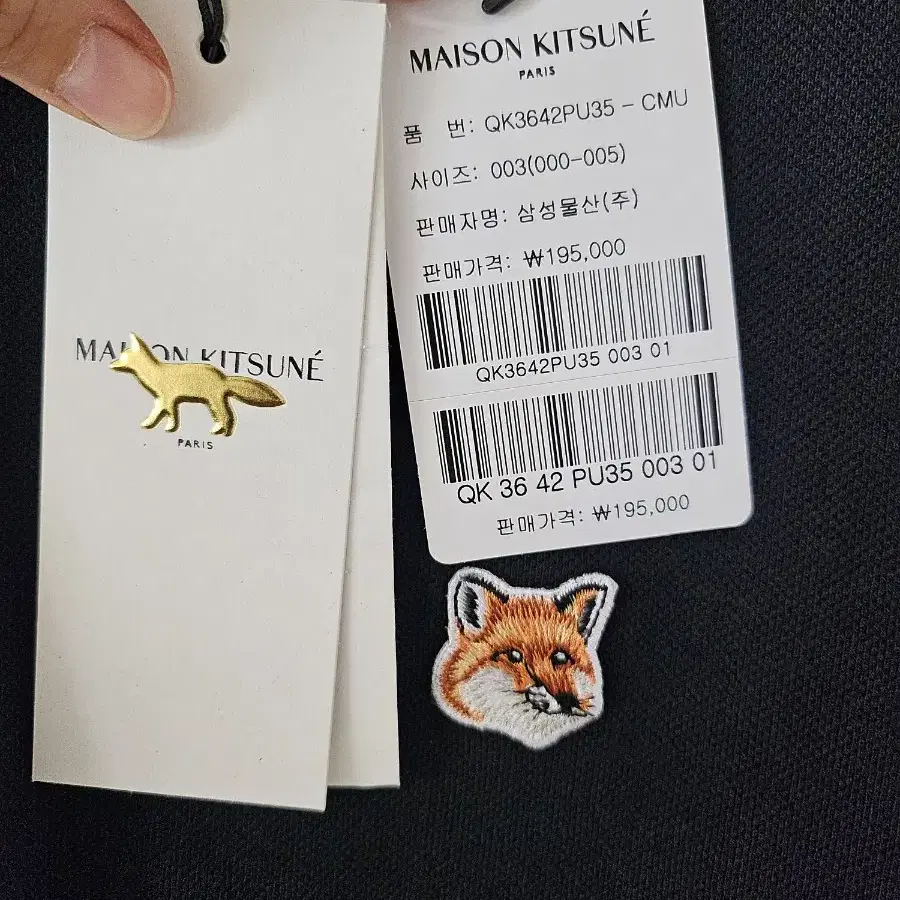 MAISON KITSUNÉ
PARIS
MAISON KITSUNÉ
PARIS
품 번: QK3642PU35 - CMU
사이즈: 003(000-005)
판매자명: 삼성물산(주)
판매가격: ₩195,000
QK3642PU35 003 01
QK 36 42 PU35 003 01
판매가격: ₩195,000